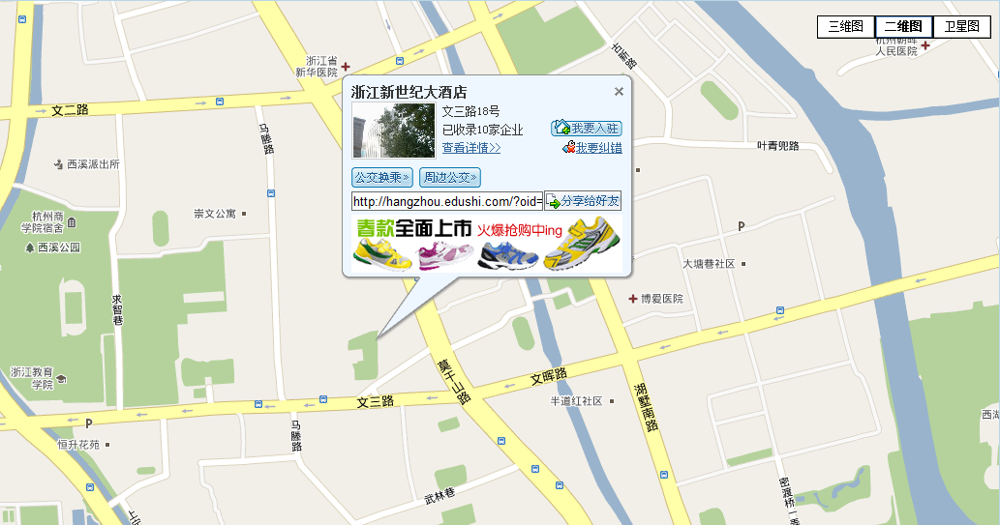 三维图
二维图
卫星图
杭州朝晖
人民医院
古新路
浙江省
新华医院
浙江新世纪大酒店
文三路18号
已收录10家企业
我要入驻
查看详情>>
我要纠错
公交换乘»
周边公交»
http://hangzhou.edushi.com/?oid=
分享给好友
春款全面上市 火爆抢购中ing
文二路
马塍路
叶青兜路
西溪派出所
崇文公寓
杭州商
学院宿舍
西溪公园
P
大塘巷社区
求智巷
博爱医院
浙江教育
学院
莫干山路
文晖路
文三路
湖墅南路
半道红社区
西湖
P
马塍路
恒升花苑
武林巷
密渡桥一弄